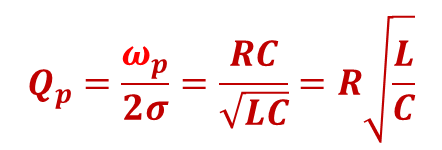 Q_p = ω_p / 2σ = RC / √LC = R √(L / C)